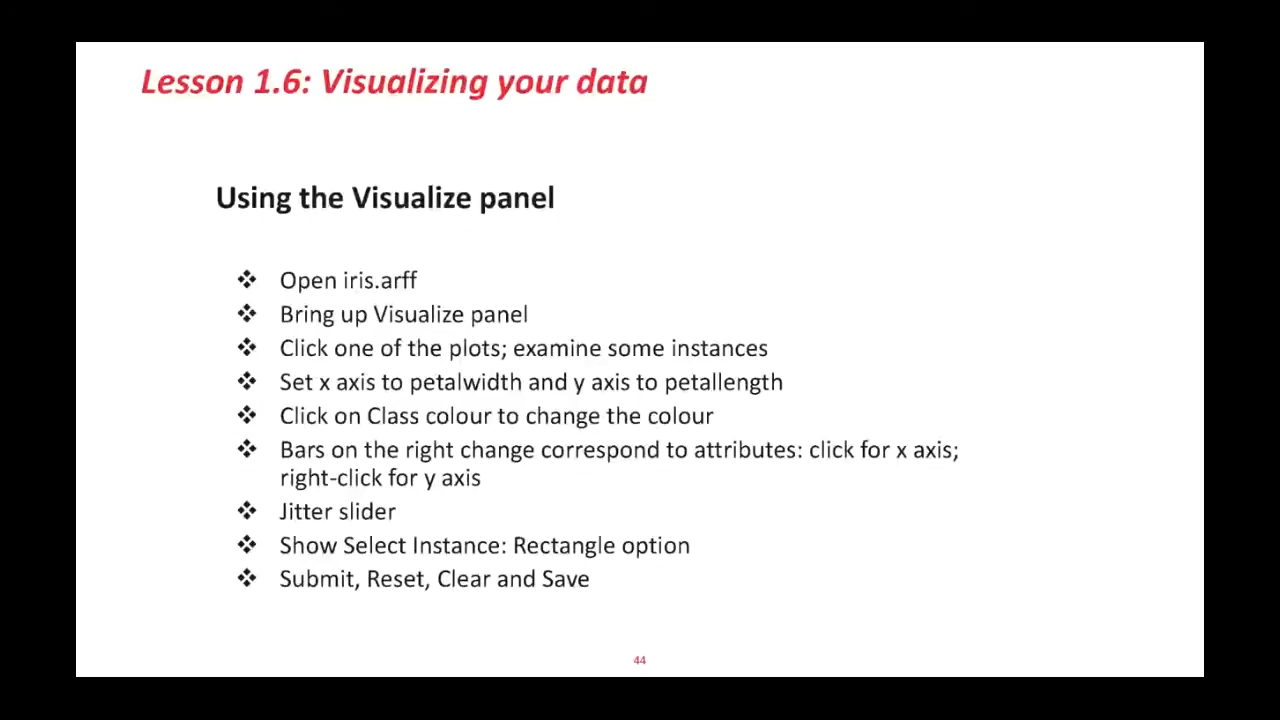 Lesson 1.6: Visualizing your data
Using the Visualize panel
❖ Open iris.arff
❖ Bring up Visualize panel
❖ Click one of the plots; examine some instances
❖ Set x axis to petalwidth and y axis to petallength
❖ Click on Class colour to change the colour
❖ Bars on the right change correspond to attributes: click for x axis;
right-click for y axis
❖ Jitter slider
❖ Show Select Instance: Rectangle option
❖ Submit, Reset, Clear and Save
44